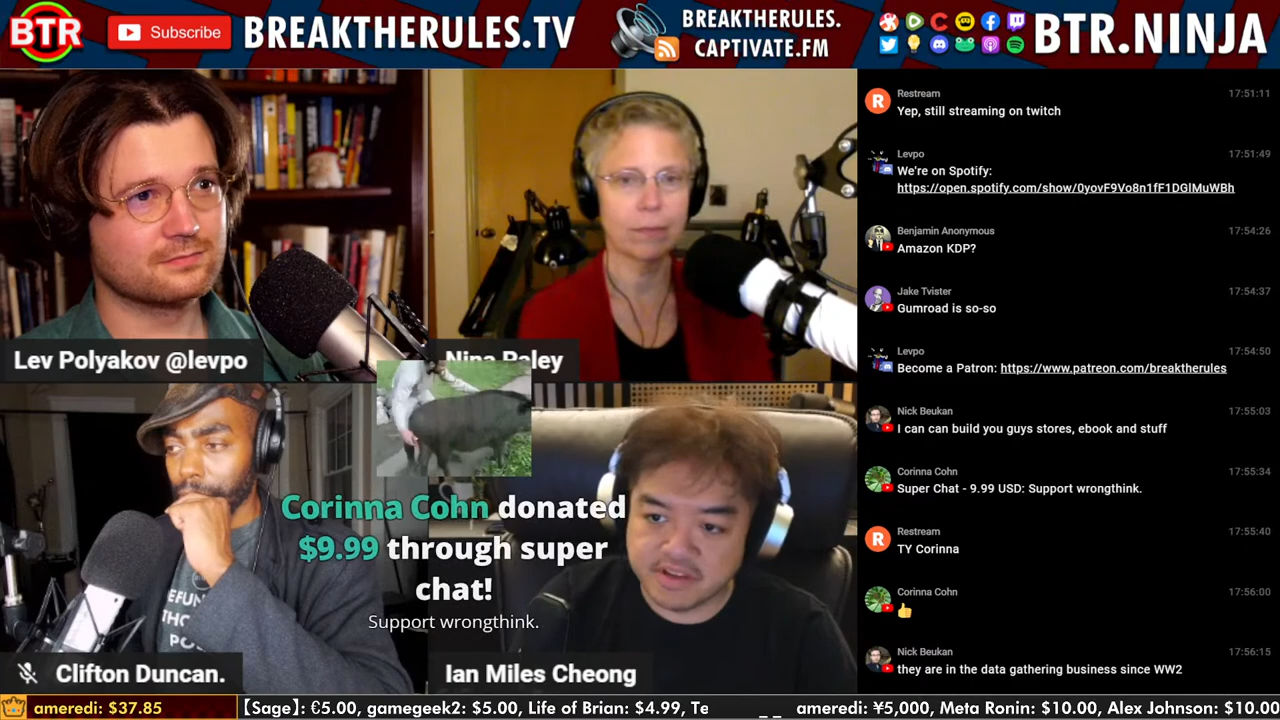 BTR
Subscribe
BREAKTHERULES.TV
BREAKTHERULES.
CAPTIVATE.FM
BTR.NINJA
Lev Polyakov @levpo
Nina Paley
Clifton Duncan.
Ian Miles Cheong
Corinna Cohn donated
$9.99 through super
chat!
Support wrongthink.
R
Restream
17:51:11
Yep, still streaming on twitch
Levpo
17:51:49
We're on Spotify:
https://open.spotify.com/show/0yovF9Vo8n1fF1DGlMuWBh
Benjamin Anonymous
17:54:26
Amazon KDP?
Jake Tvister
17:54:37
Gumroad is so-so
Levpo
17:54:50
Become a Patron: https://www.patreon.com/breaktherules
Nick Beukan
17:55:03
I can can build you guys stores, ebook and stuff
Corinna Cohn
17:55:34
Super Chat - 9.99 USD: Support wrongthink.
R
Restream
17:55:40
TY Corinna
Corinna Cohn
17:56:00
👍
Nick Beukan
17:56:15
they are in the data gathering business since WW2
ameredi: $37.85
【Sage】: €5.00, gamegeek2: $5.00, Life of Brian: $4.99, Te
ameredi: ¥5,000, Meta Ronin: $10.00, Alex Johnson: $10.00